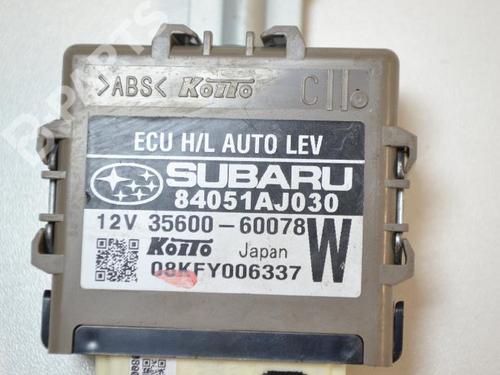 >ABS< KOITO C
ECU H/L AUTO LEV
SUBARU
84051AJ030
12V 35600-60078 W
KOITO Japan
08KFY006337